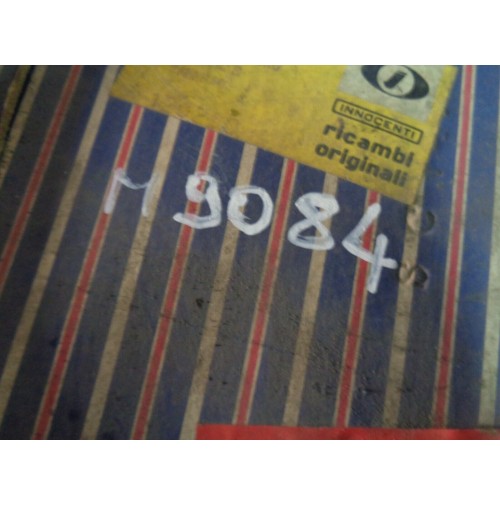 INNOCENTI
ricambi
originali
M 9084